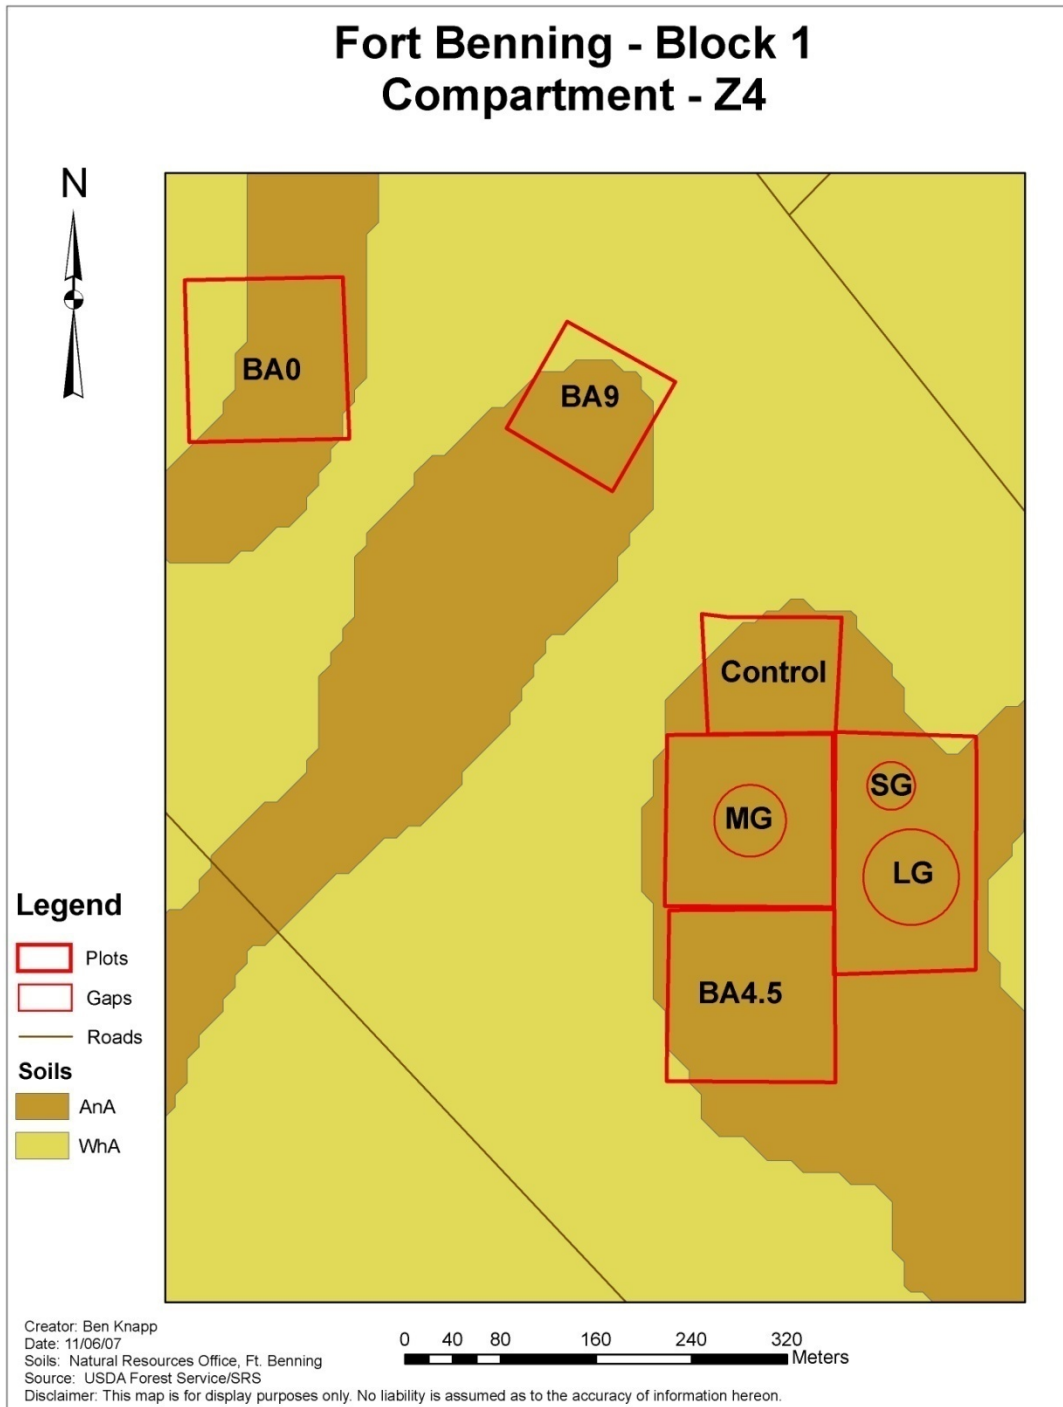 Fort Benning - Block 1
Compartment - Z4
N
BA0
BA9
Control
SG
MG
LG
BA4.5
Legend
Plots
Gaps
Roads
Soils
AnA
WhA
Creator: Ben Knapp
Date: 11/06/07
Soils: Natural Resources Office, Ft. Benning
Source: USDA Forest Service/SRS
Disclaimer: This map is for display purposes only. No liability is assumed as to the accuracy of information hereon.
0 40 80 160 240 320
Meters